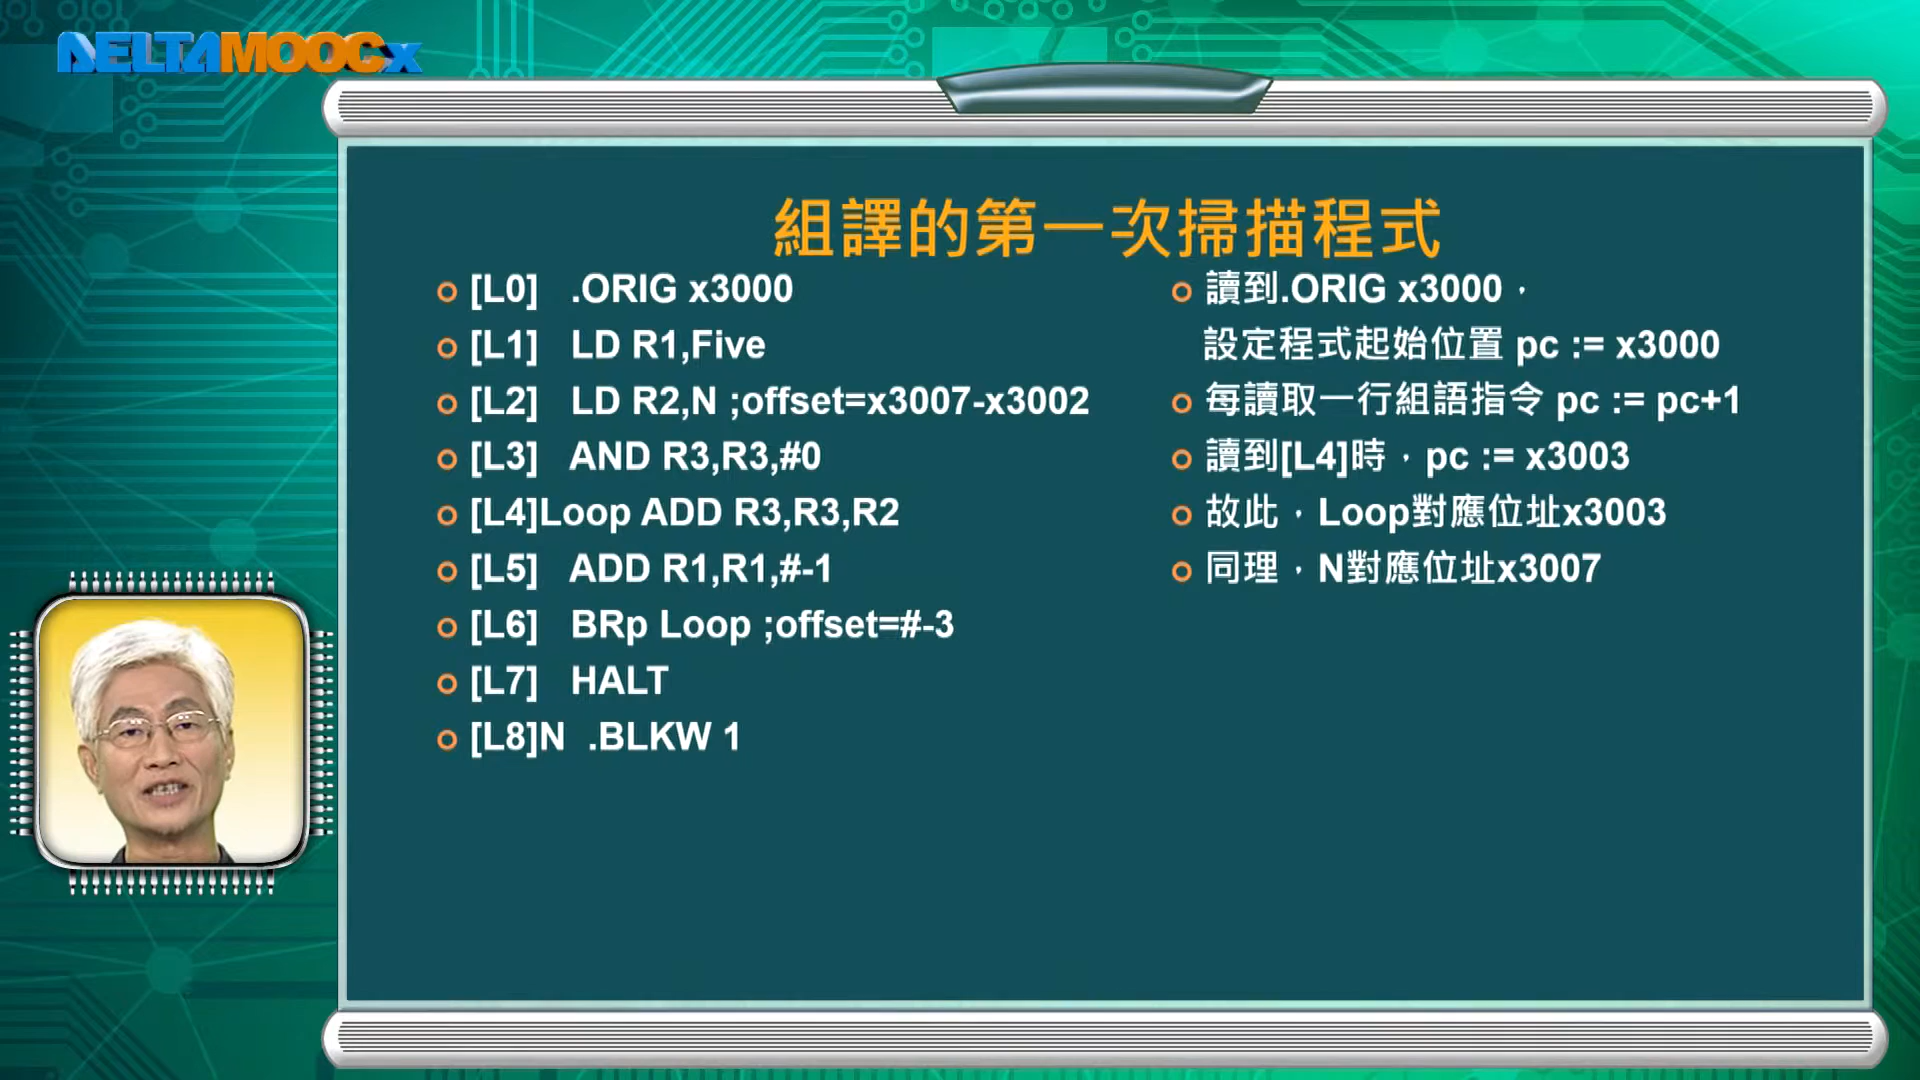 DELTAMOOCx
組譯的第一次掃描程式
[L0] .ORIG x3000
[L1] LD R1,Five
[L2] LD R2,N ;offset=x3007-x3002
[L3] AND R3,R3,#0
[L4]Loop ADD R3,R3,R2
[L5] ADD R1,R1,#-1
[L6] BRp Loop ;offset=#-3
[L7] HALT
[L8]N .BLKW 1
讀到.ORIG x3000，
設定程式起始位置 pc := x3000
每讀取一行組語指令 pc := pc+1
讀到[L4]時，pc := x3003
故此，Loop對應位址x3003
同理，N對應位址x3007